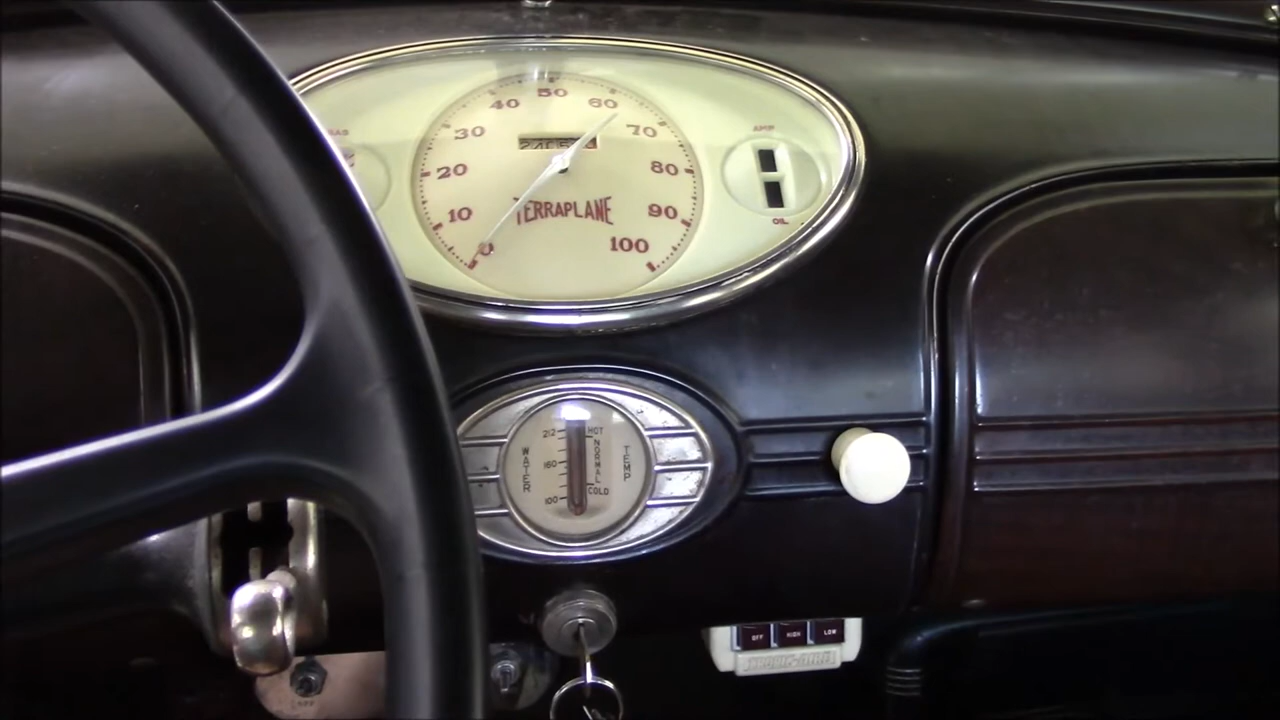 GAS
0
10
20
30
40
50
60
70
80
90
100
TERRAPLANE
AMP
OIL
WATER
212
160
100
HOT
NORMAL
COLD
TEMP
OFF HIGH LOW